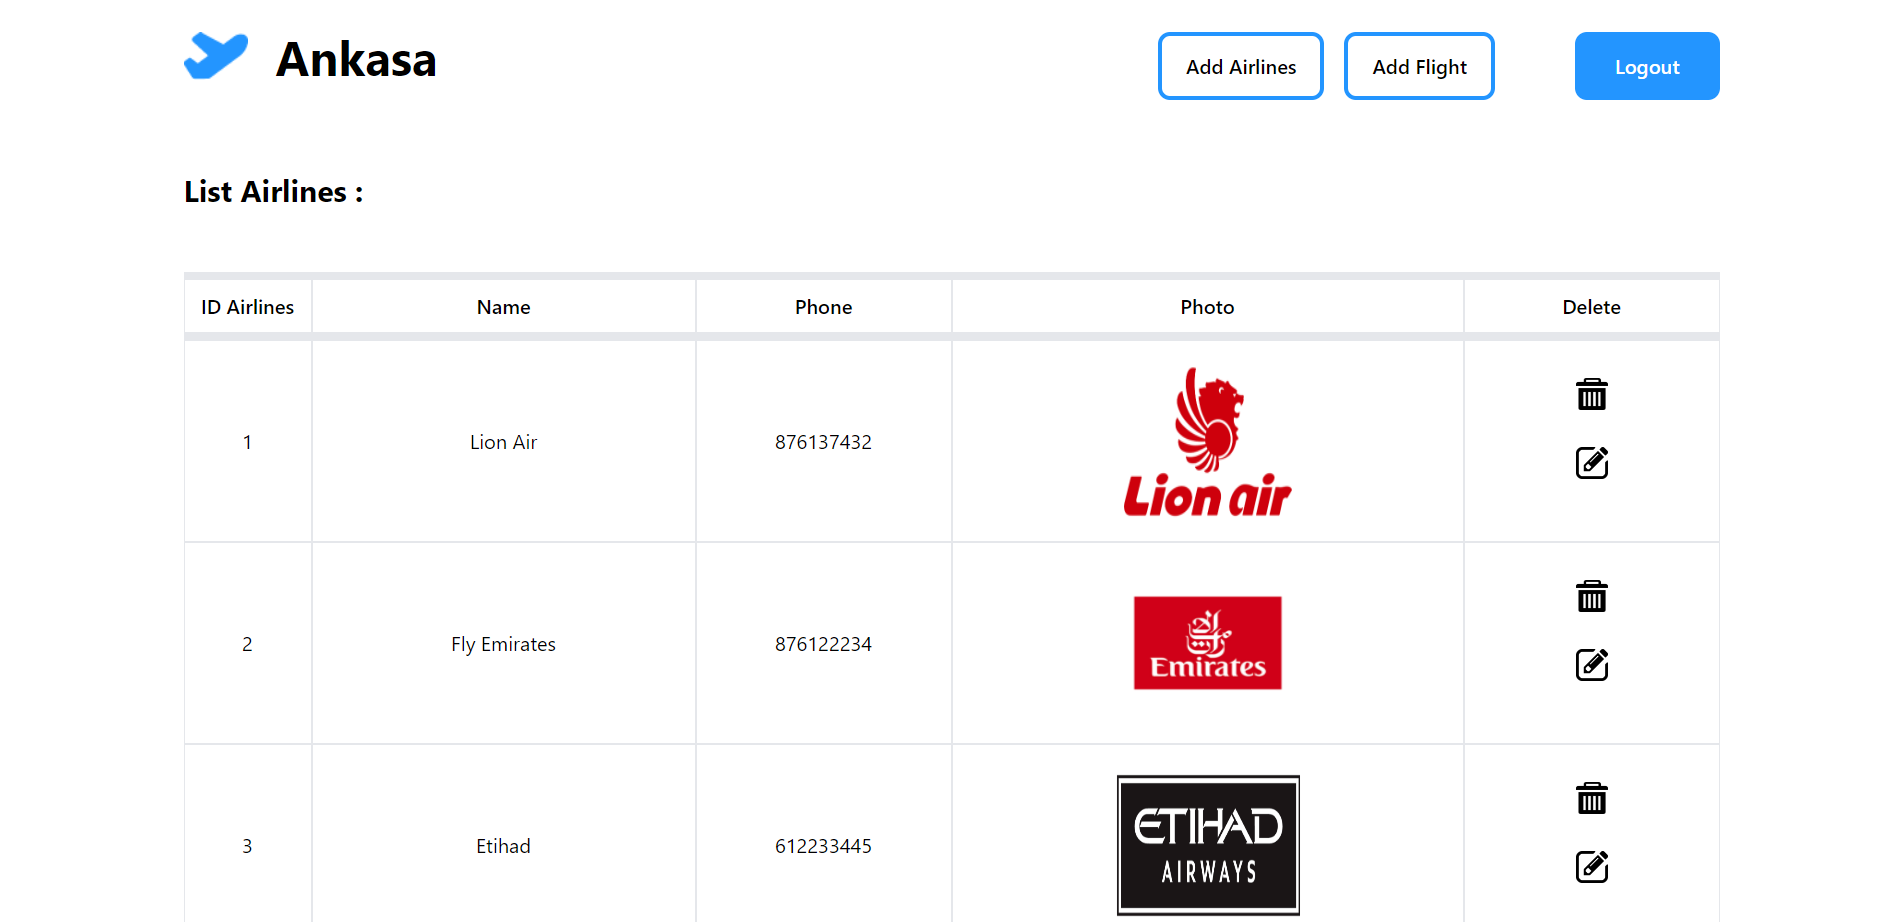 Ankasa
Add Airlines
Add Flight
Logout
List Airlines :
ID Airlines Name Phone Photo Delete
1 Lion Air 876137432
Lion air
2 Fly Emirates 876122234
Emirates
3 Etihad 612233445
ETIHAD
AIRWAYS